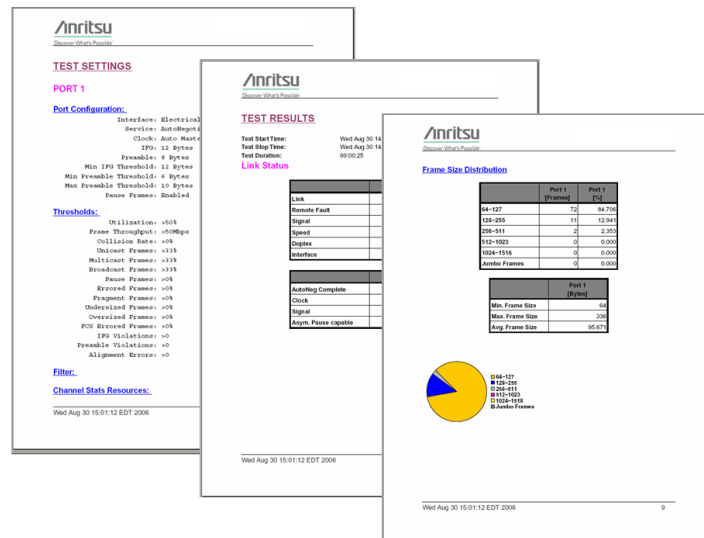 Anritsu
Discover What's Possible™
TEST SETTINGS
PORT 1
Port Configuration:
Interface: Electrical
Service:
Clock: Auto
IFG: 12 Bytes
Preamble: 8 Bytes
Min IFG Threshold: 12 Bytes
Min Preamble Threshold: 6 Bytes
Max Preamble Threshold: 10 Bytes
Pause Frames: Enabled
Thresholds:
Utilization: >50%
Frame Throughput: >50Mbps
Collision Rate: >0%
Unicast Frames: >33%
Multicast Frames: >33%
Broadcast Frames: >33%
Pause Frames: >0%
Errored Frames: >0%
Fragment Frames: >0%
Undersized Frames: >0%
Oversized Frames: >0%
FCS Errored Frames: >0%
IFG Violations: >0
Preamble Violations: >0
Alignment Errors: >0
Filter:
Channel Stats Resources:
Wed Aug 30 15:01:12 EDT 2006
Anritsu
Discover What's Possible™
TEST RESULTS
Test Start Time: Wed Aug 30 14
Test Stop Time: Wed Aug 30 14
Test Duration: 00:00:25
Link Status
Link
Remote Fault
Signal
Speed
Duplex
Interface
AutoNeg Complete
Clock
Signal
Asym. Pause capable
Wed Aug 30 15:01:12 EDT 2006
Anritsu
Discover What's Possible™
Frame Size Distribution
Port 1 [Frames] Port 1 [%]
64-127 72 84.706
128-255 11 12.941
256-511 2 2.353
512-1023 0 0.000
1024-1518 0 0.000
Jumbo Frames 0 0.000
Port 1 [Bytes]
Min. Frame Size 64
Max. Frame Size 338
Avg. Frame Size 95.671
64-127
128-255
256-511
512-1023
1024-1518
Jumbo Frames
Wed Aug 30 15:01:12 EDT 2006 9